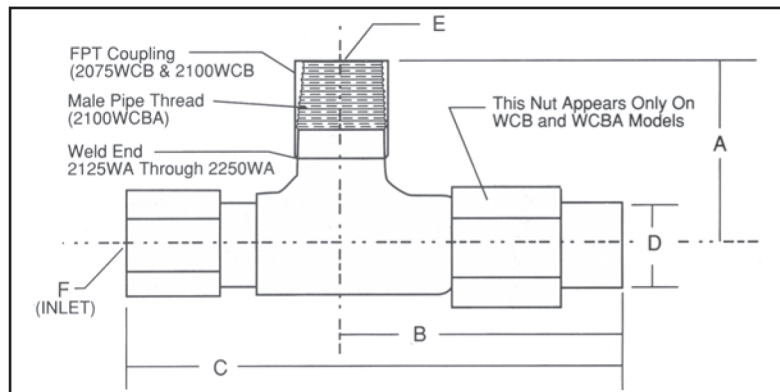 E
FPT Coupling
(2075WCB & 2100WCB
Male Pipe Thread
(2100WCBA)
Weld End
2125WA Through 2250WA
This Nut Appears Only On
WCB and WCBA Models
A
D
F
(INLET)
B
C